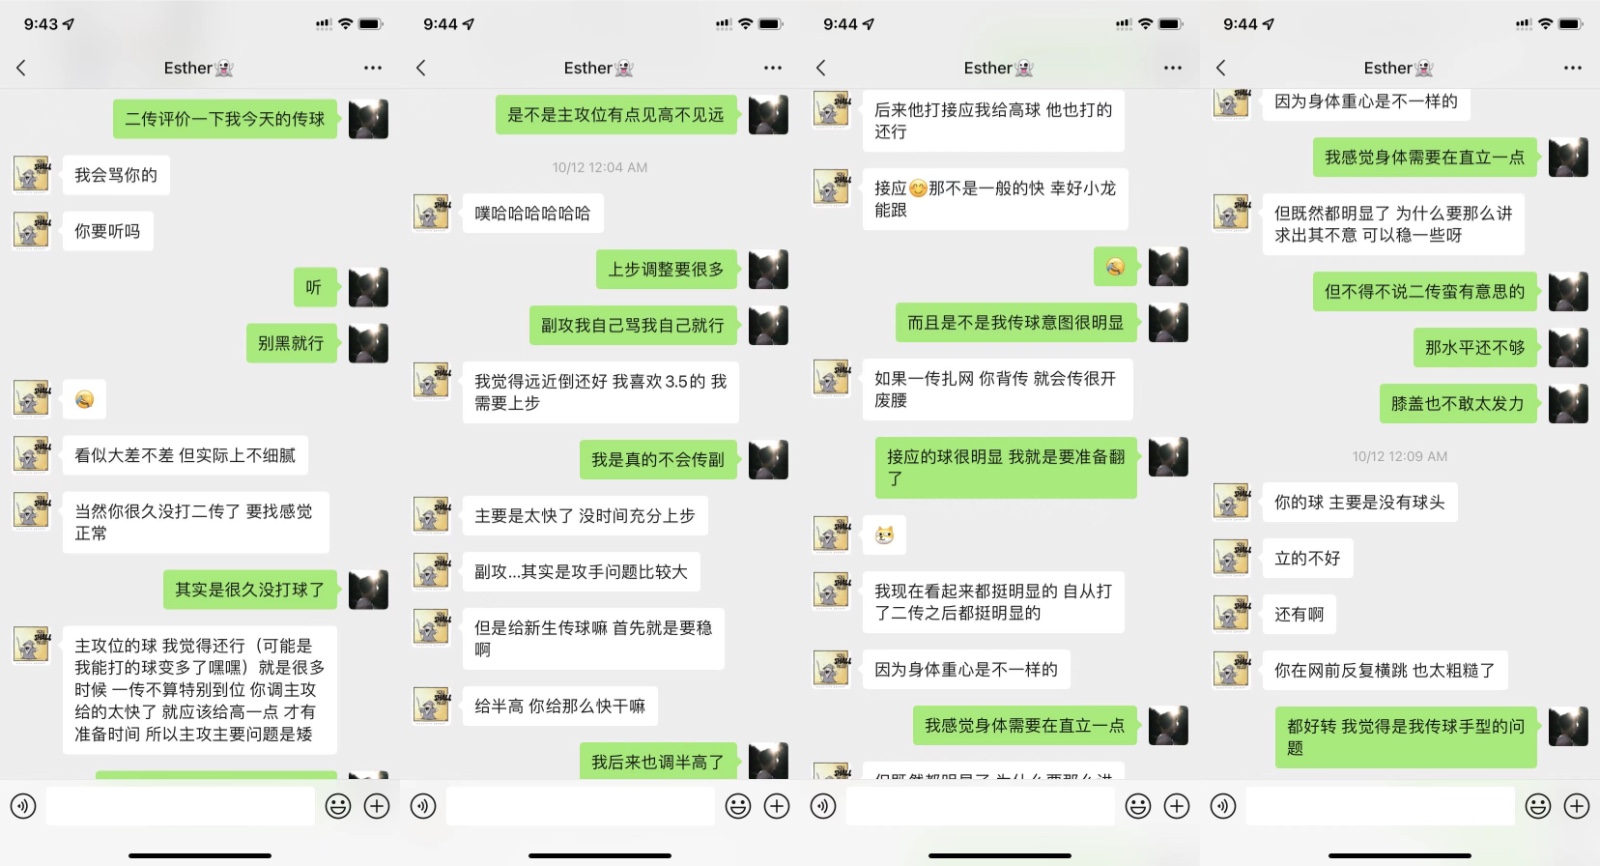 9:43
Esther
二传评价一下我今天的传球
我会骂你的
你要听吗
听
别黑就行
看似大差不差 但实际上不细腻
当然你很久没打二传了 要找感觉
正常
其实是很久没打球了
主攻位的球 我觉得还行（可能是
我能打的球变多了嘿嘿）就是很多
时候 一传不算特别到位 你调主攻
给的太快了 就应该给高一点 才有
准备时间 所以主攻主要问题是矮
9:44
Esther
是不是主攻位有点见高不见远
10/12 12:04 AM
噗哈哈哈哈哈哈
上步调整要很多
副攻我自己骂我自己就行
我觉得远近倒还好 我喜欢3.5的 我
需要上步
我是真的不会传副
主要是太快了 没时间充分上步
副攻...其实是攻手问题比较大
但是给新生传球嘛 首先就是要稳
啊
给半高 你给那么快干嘛
我后来也调半高了
9:44
Esther
后来他打接应我给高球 他也打的
还行
接应😊那不是一般的快 幸好小龙
能跟
而且是不是我传球意图很明显
如果一传扎网 你背传 就会传很开
废腰
接应的球很明显 我就是要准备翻
了
我现在看起来都挺明显的 自从打
了二传之后都挺明显的
因为身体重心是不一样的
我感觉身体需要在直立一点
但既然都明显了 为什么要那么讲
9:44
Esther
因为身体重心是不一样的
我感觉身体需要在直立一点
但既然都明显了 为什么要那么讲
求出其不意 可以稳一些呀
但不得不说二传蛮有意思的
那水平还不够
膝盖也不敢太发力
10/12 12:09 AM
你的球 主要是没有球头
立的不好
还有啊
你在网前反复横跳 也太粗糙了
都好转 我觉得是我传球手型的问
题